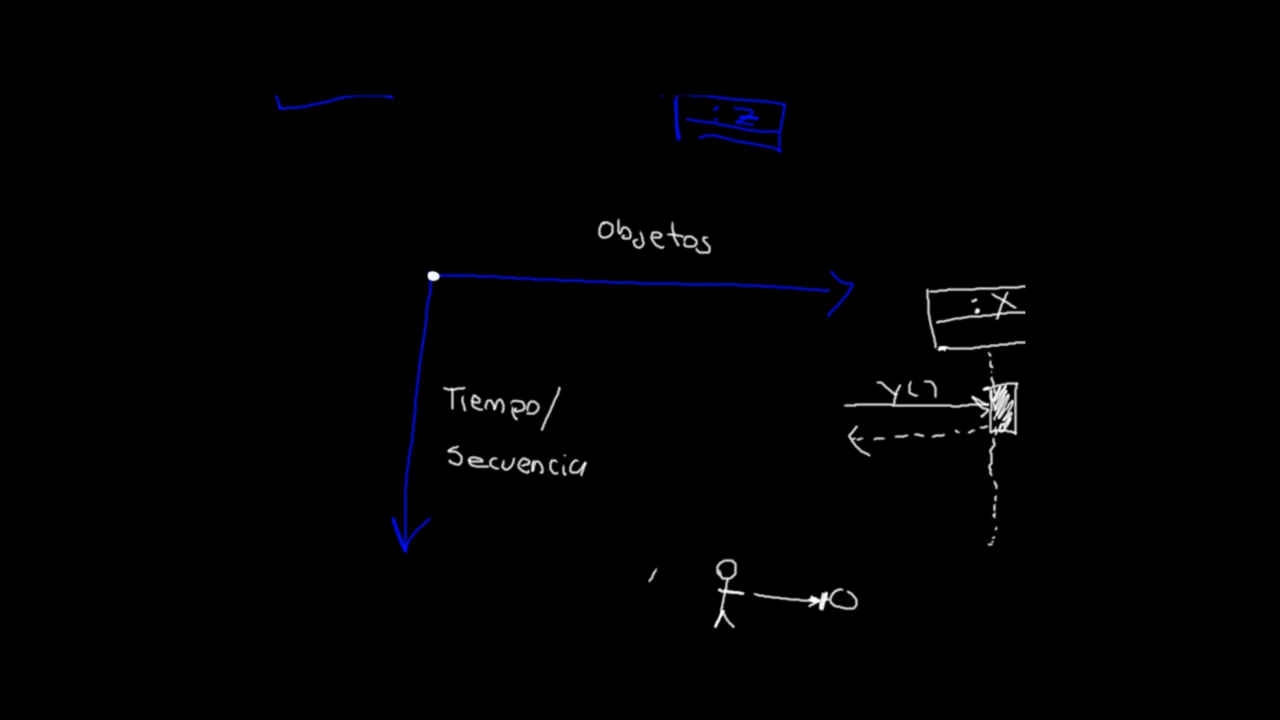 : Z
Objetos
: X
Tiempo/
y()
Secuencia